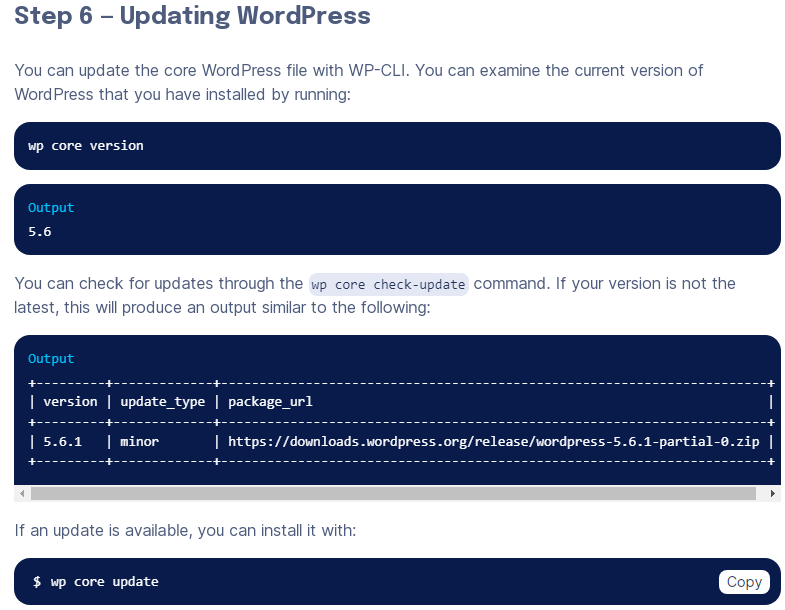 Step 6 – Updating WordPress
You can update the core WordPress file with WP-CLI. You can examine the current version of
WordPress that you have installed by running:
wp core version
Output
5.6
You can check for updates through the wp core check-update command. If your version is not the
latest, this will produce an output similar to the following:
Output
+---------+-------------+-----------------------------------------------------------------------+
| version | update_type | package_url |
+---------+-------------+-----------------------------------------------------------------------+
| 5.6.1 | minor | https://downloads.wordpress.org/release/wordpress-5.6.1-partial-0.zip |
+---------+-------------+-----------------------------------------------------------------------+
If an update is available, you can install it with:
$ wp core update Copy